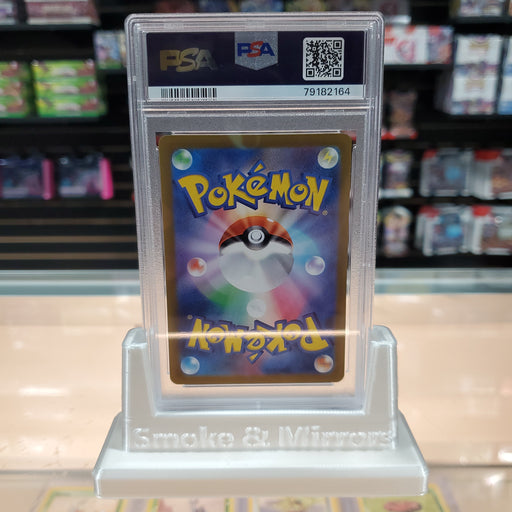 PSA
PSA
79182164
POKéMON
POKéMON
Smoke & Mirrors